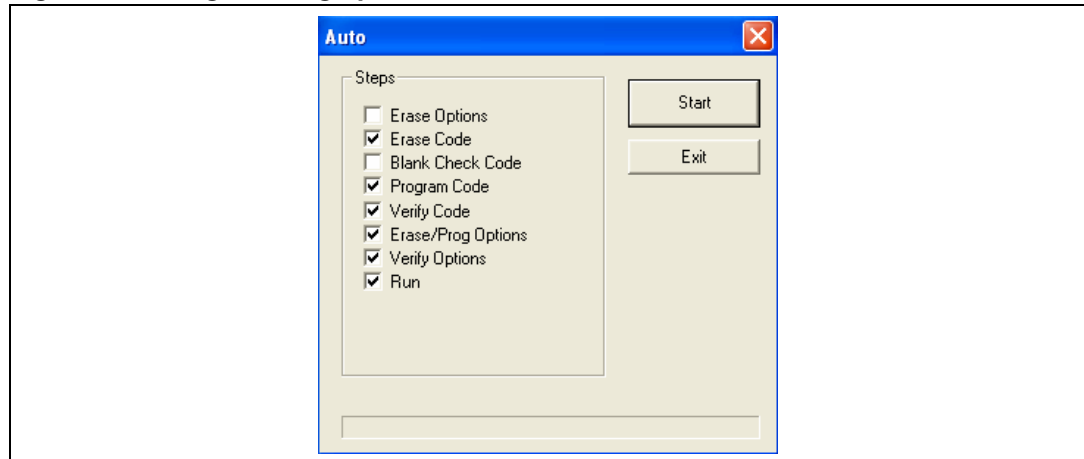 Auto
Steps
Erase Options
Erase Code
Blank Check Code
Program Code
Verify Code
Erase/Prog Options
Verify Options
Run
Start
Exit